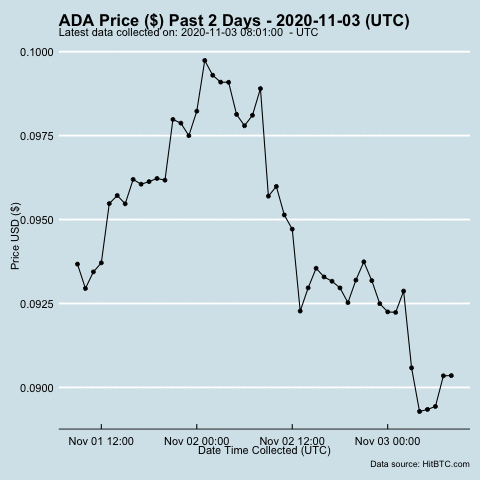 ADA Price ($) Past 2 Days - 2020-11-03 (UTC)
Latest data collected on: 2020-11-03 08:01:00  - UTC
0.1000
0.0975
0.0950
0.0925
0.0900
Price USD ($)
Nov 01 12:00
Nov 02 00:00
Nov 02 12:00
Nov 03 00:00
Date Time Collected (UTC)
Data source: HitBTC.com